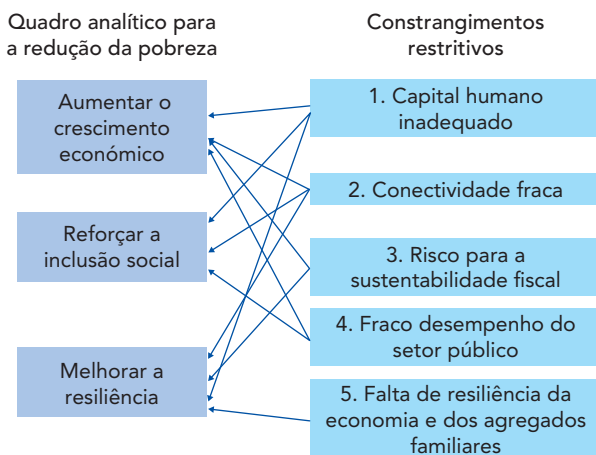 Quadro analítico para
a redução da pobreza
Aumentar o
crescimento
económico
Reforçar a
inclusão social
Melhorar a
resiliência
Constrangimentos
restritivos
1. Capital humano
inadequado
2. Conectividade fraca
3. Risco para a
sustentabilidade fiscal
4. Fraco desempenho do
setor público
5. Falta de resiliência da
economia e dos agregados
familiares